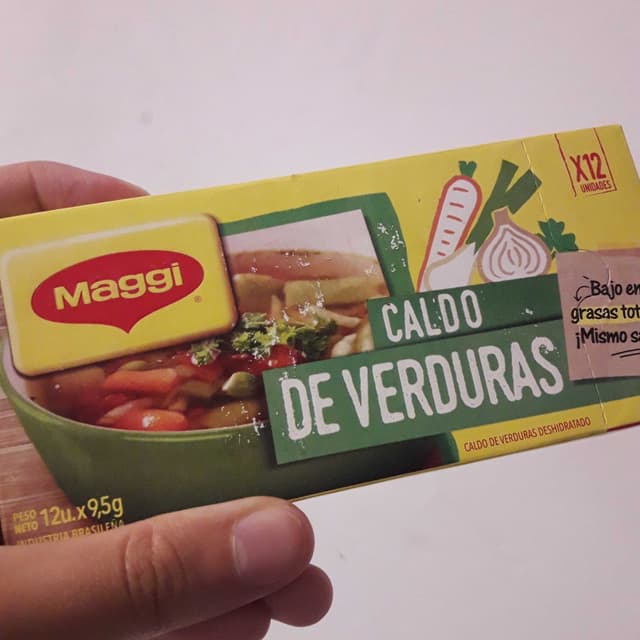 X12
UNIDADES
Maggi®
Bajo en
grasas
¡Mismo
CALDO
DE VERDURAS
CALDO DE VERDURAS DESHIDRATADO
PESO
NETO 12u.x9,5g
INDUSTRIA BRASILEÑA